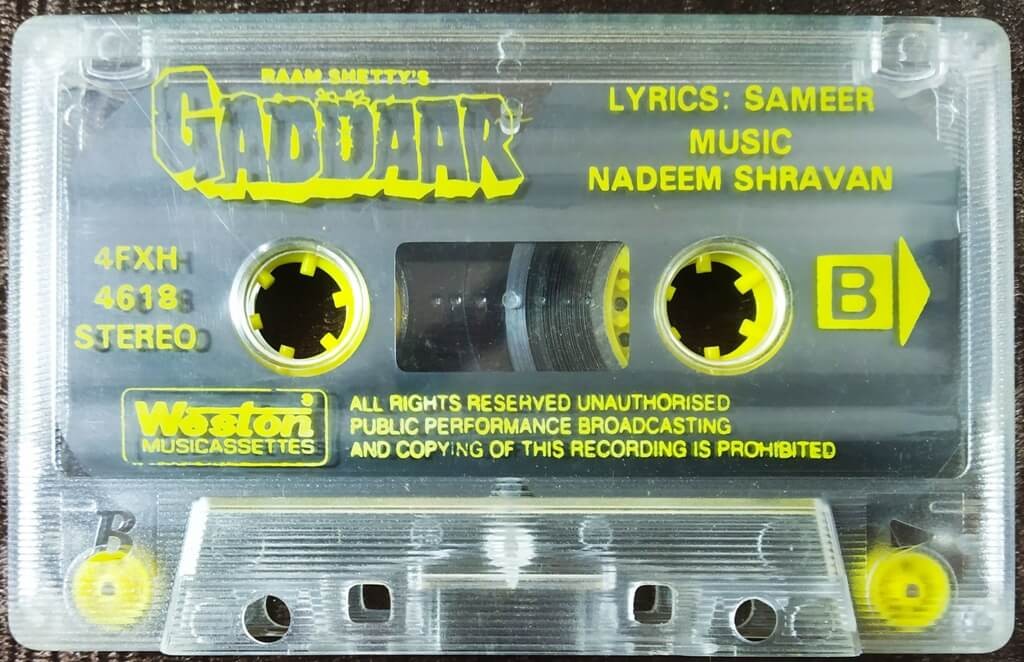 RAAM SHETTY'S
GADDAAR
LYRICS: SAMEER
MUSIC
NADEEM SHRAVAN
4FXH
4618
STEREO
B
Weston
MUSICASSETTES
ALL RIGHTS RESERVED UNAUTHORISED
PUBLIC PERFORMANCE BROADCASTING
AND COPYING OF THIS RECORDING IS PROHIBITED
B